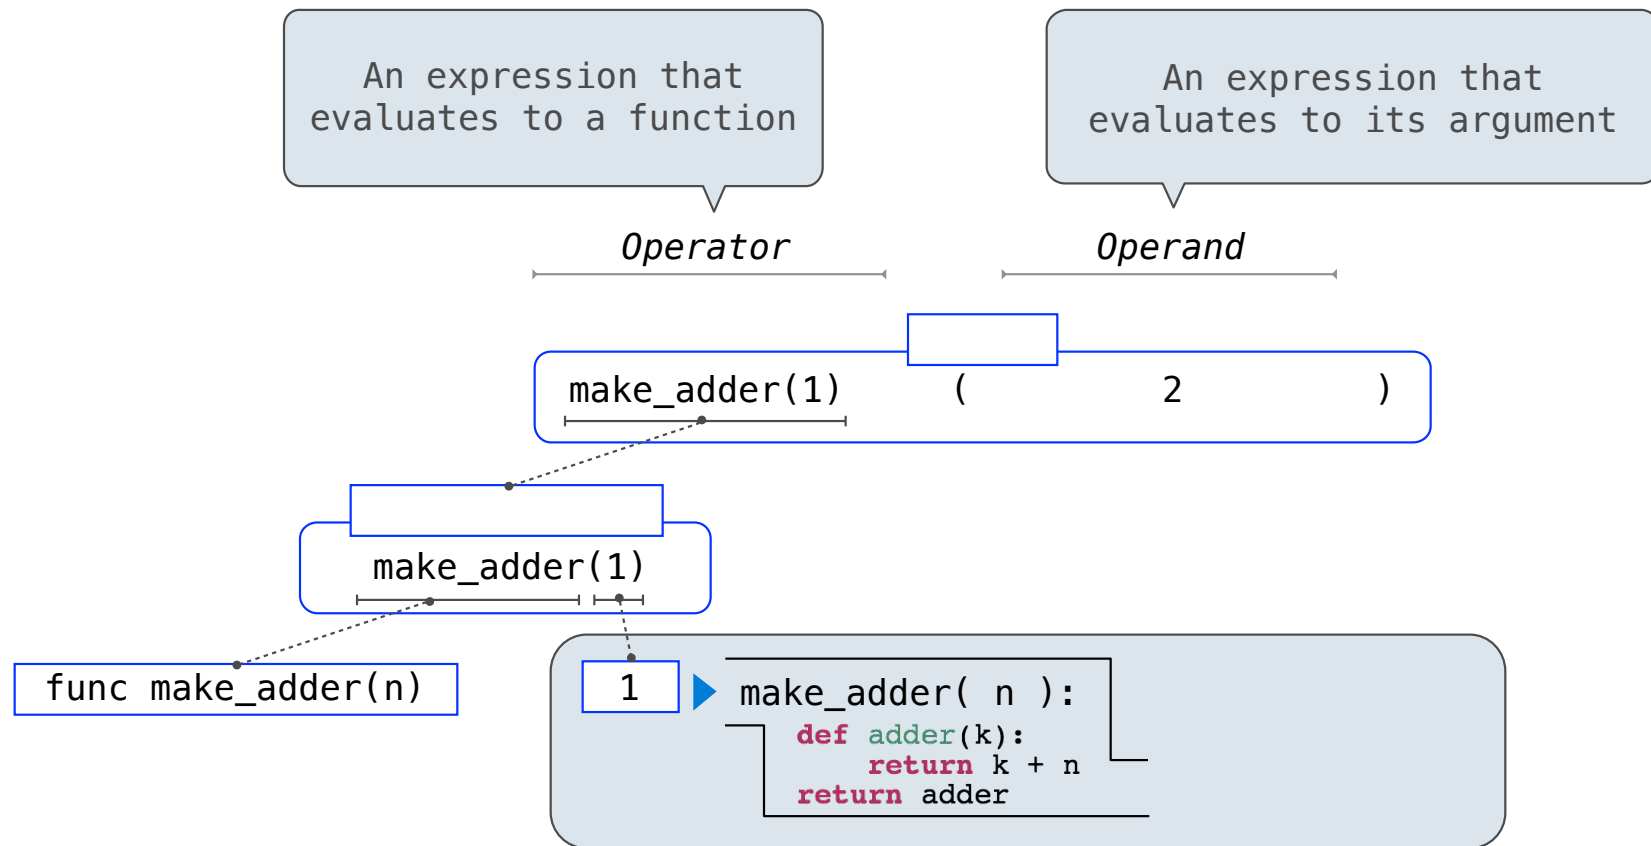 An expression that
evaluates to a function
An expression that
evaluates to its argument
Operator
Operand
make_adder(1) ( 2 )
make_adder(1)
func make_adder(n)
1
make_adder( n ):
def adder(k):
return k + n
return adder